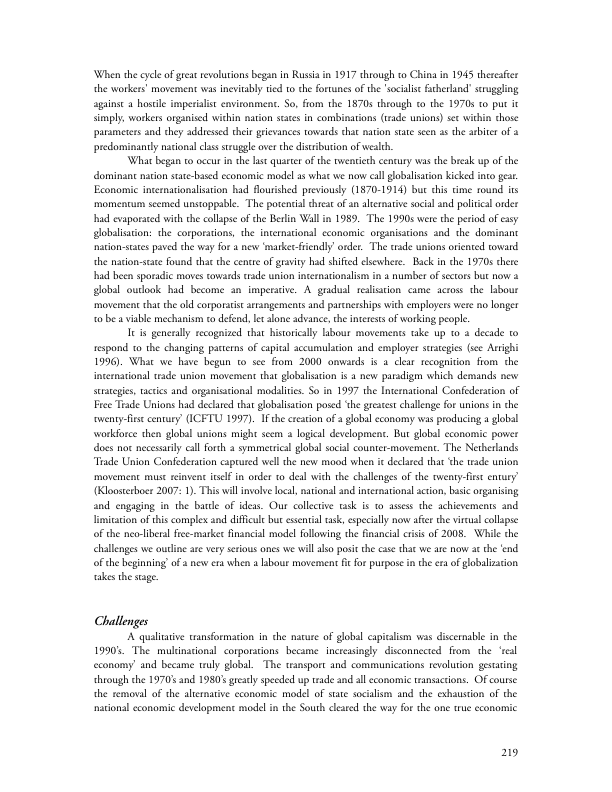 When the cycle of great revolutions began in Russia in 1917 through to China in 1945 thereafter
the workers' movement was inevitably tied to the fortunes of the 'socialist fatherland' struggling
against a hostile imperialist environment. So, from the 1870s through to the 1970s to put it
simply, workers organised within nation states in combinations (trade unions) set within those
parameters and they addressed their grievances towards that nation state seen as the arbiter of a
predominantly national class struggle over the distribution of wealth.
What began to occur in the last quarter of the twentieth century was the break up of the
dominant nation state-based economic model as what we now call globalisation kicked into gear.
Economic internationalisation had flourished previously (1870-1914) but this time round its
momentum seemed unstoppable. The potential threat of an alternative social and political order
had evaporated with the collapse of the Berlin Wall in 1989. The 1990s were the period of easy
globalisation: the corporations, the international economic organisations and the dominant
nation-states paved the way for a new ‘market-friendly’ order. The trade unions oriented toward
the nation-state found that the centre of gravity had shifted elsewhere. Back in the 1970s there
had been sporadic moves towards trade union internationalism in a number of sectors but now a
global outlook had become an imperative. A gradual realisation came across the labour
movement that the old corporatist arrangements and partnerships with employers were no longer
to be a viable mechanism to defend, let alone advance, the interests of working people.
It is generally recognized that historically labour movements take up to a decade to
respond to the changing patterns of capital accumulation and employer strategies (see Arrighi
1996). What we have begun to see from 2000 onwards is a clear recognition from the
international trade union movement that globalisation is a new paradigm which demands new
strategies, tactics and organisational modalities. So in 1997 the International Confederation of
Free Trade Unions had declared that globalisation posed ‘the greatest challenge for unions in the
twenty-first century’ (ICFTU 1997). If the creation of a global economy was producing a global
workforce then global unions might seem a logical development. But global economic power
does not necessarily call forth a symmetrical global social counter-movement. The Netherlands
Trade Union Confederation captured well the new mood when it declared that ‘the trade union
movement must reinvent itself in order to deal with the challenges of the twenty-first entury’
(Kloosterboer 2007: 1). This will involve local, national and international action, basic organising
and engaging in the battle of ideas. Our collective task is to assess the achievements and
limitation of this complex and difficult but essential task, especially now after the virtual collapse
of the neo-liberal free-market financial model following the financial crisis of 2008. While the
challenges we outline are very serious ones we will also posit the case that we are now at the ‘end
of the beginning’ of a new era when a labour movement fit for purpose in the era of globalization
takes the stage.
Challenges
A qualitative transformation in the nature of global capitalism was discernable in the
1990’s. The multinational corporations became increasingly disconnected from the ‘real
economy’ and became truly global. The transport and communications revolution gestating
through the 1970’s and 1980’s greatly speeded up trade and all economic transactions. Of course
the removal of the alternative economic model of state socialism and the exhaustion of the
national economic development model in the South cleared the way for the one true economic
219